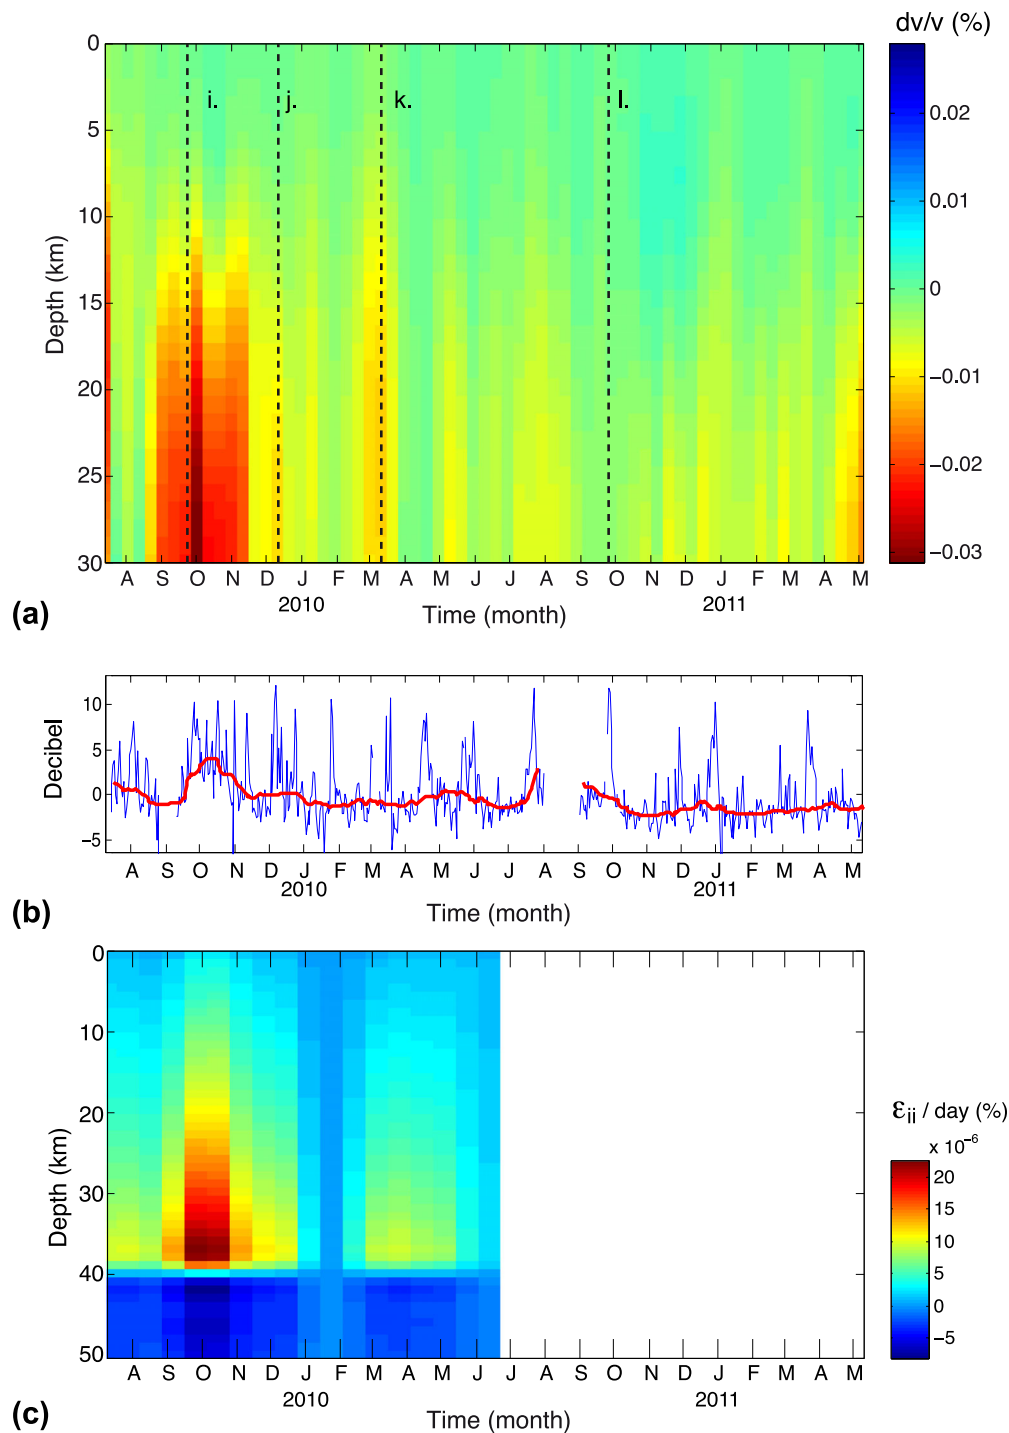 dv/v (%)
0
5
10
15
20
25
30
Depth (km)
i.
j.
k.
l.
0.02
0.01
0
−0.01
−0.02
−0.03
A S O N D J F M A M J J A S O N D J F M A M
2010
2011
Time (month)
(a)
10
5
0
−5
Decibel
A S O N D J F M A M J J A S O N D J F M A M
2010
2011
Time (month)
(b)
0
10
20
30
40
50
Depth (km)
εii / day (%)
x 10⁻⁶
20
15
10
5
0
−5
A S O N D J F M A M J J A S O N D J F M A M
2010
2011
Time (month)
(c)